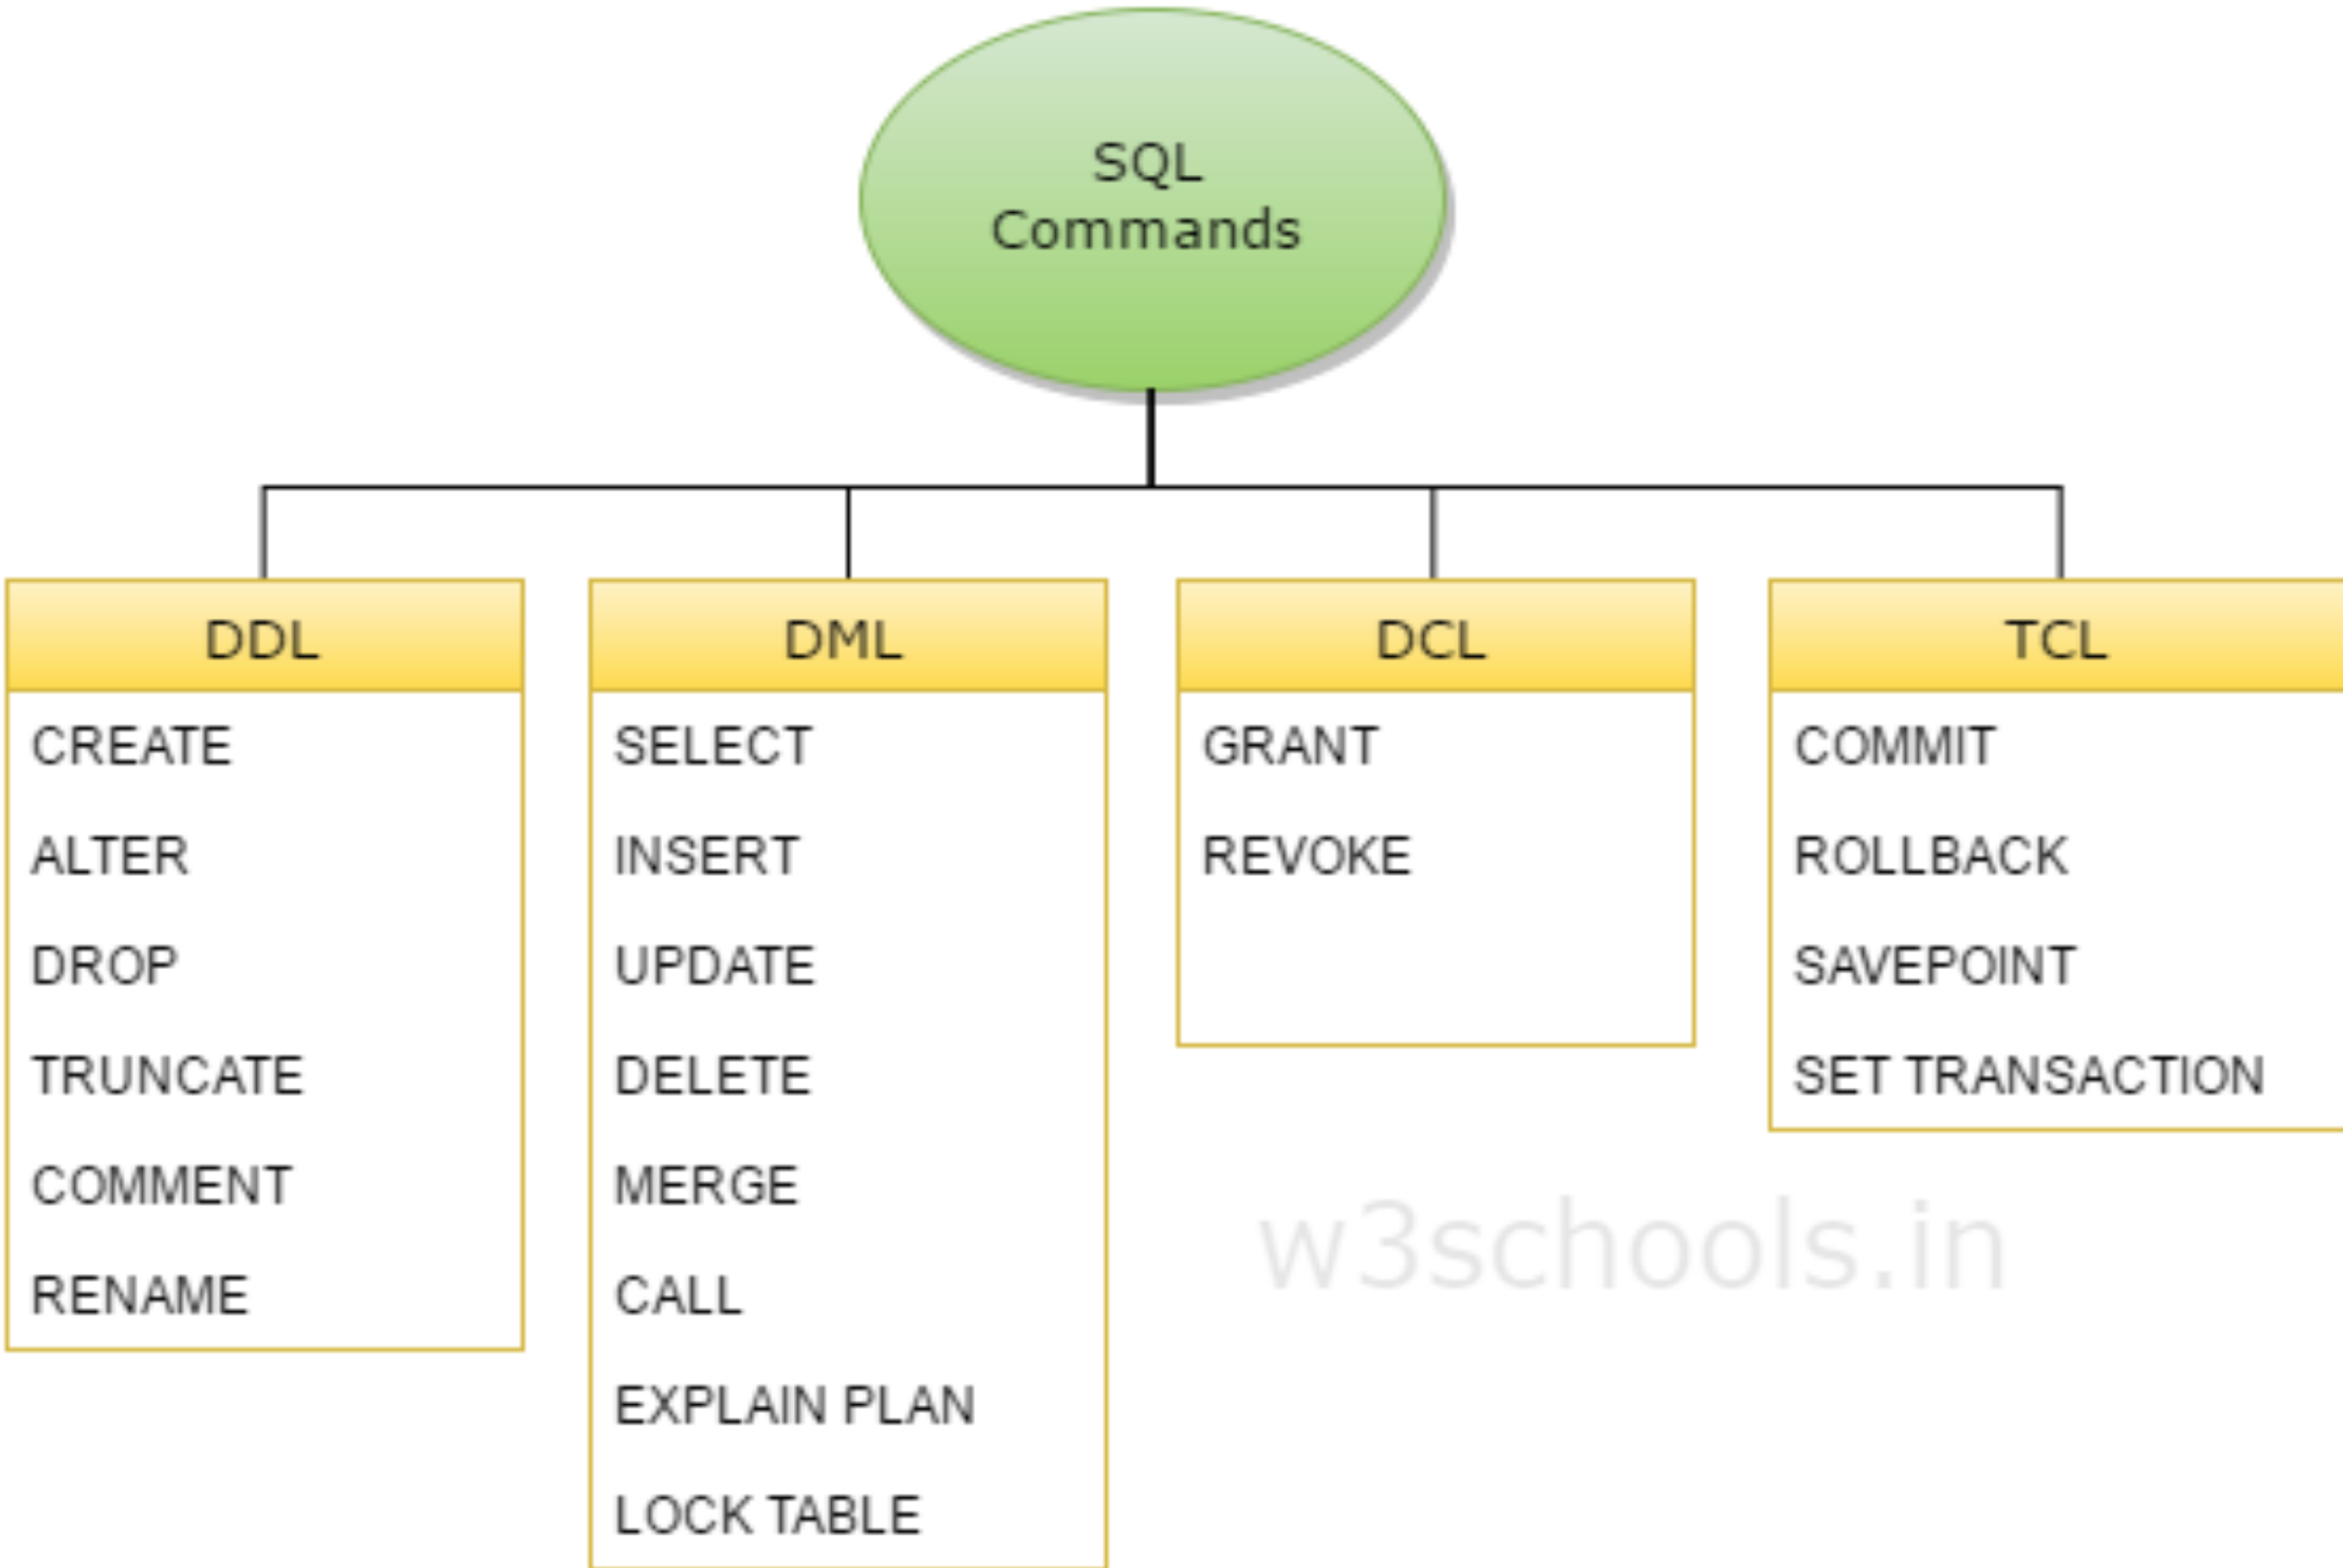 SQL
Commands
DDL
CREATE
ALTER
DROP
TRUNCATE
COMMENT
RENAME
DML
SELECT
INSERT
UPDATE
DELETE
MERGE
CALL
EXPLAIN PLAN
LOCK TABLE
DCL
GRANT
REVOKE
TCL
COMMIT
ROLLBACK
SAVEPOINT
SET TRANSACTION
w3schools.in